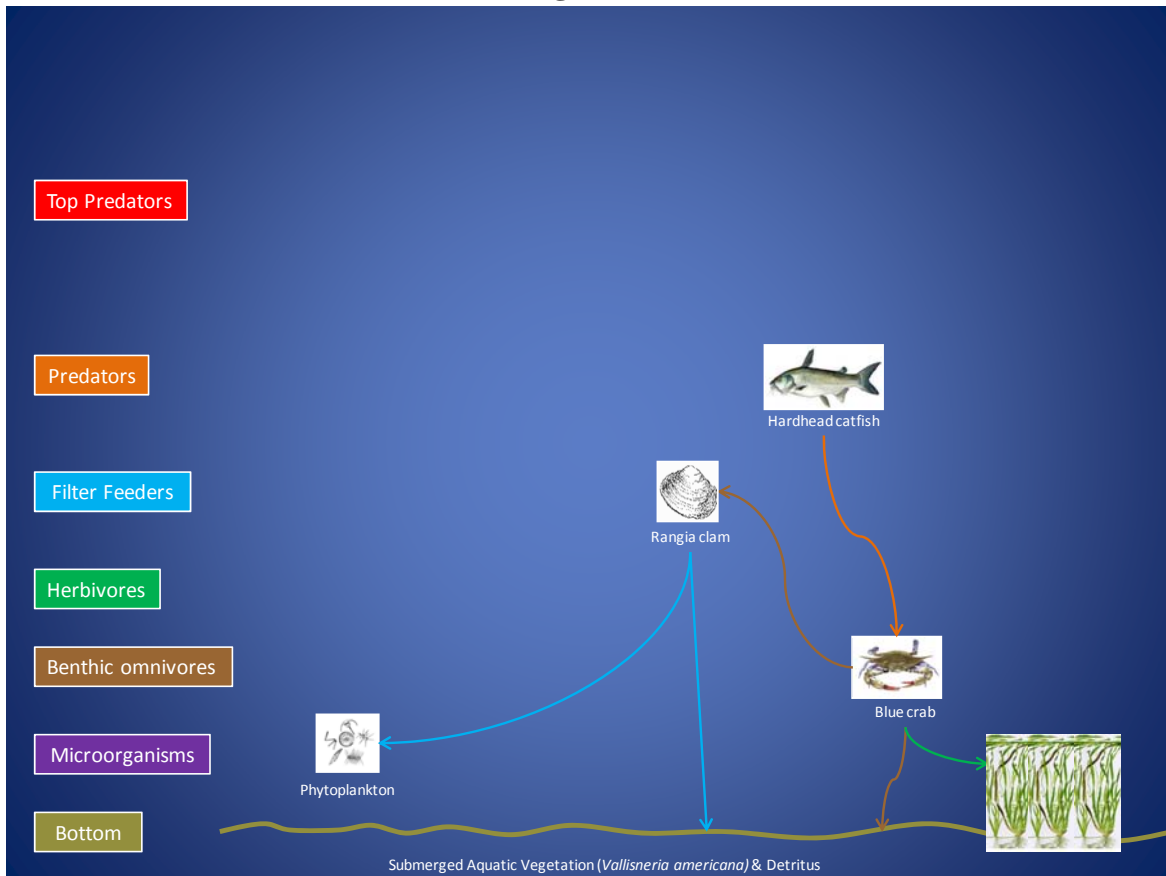 Top Predators
Predators
Hardhead catfish
Filter Feeders
Rangia clam
Herbivores
Benthic omnivores
Blue crab
Microorganisms
Phytoplankton
Bottom
Submerged Aquatic Vegetation (Vallisneria americana) & Detritus